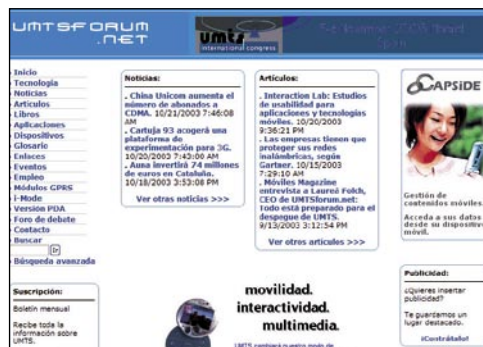 UMTSFORUM
.NET
umts
international congress
Inicio
Tecnología
Noticias
Artículos
Libros
Aplicaciones
Dispositivos
Glosario
Enlaces
Eventos
Empleo
Módulos GPRS
i-Mode
Versión PDA
Foro de debate
Contacto
Buscar
Ir
Búsqueda avanzada
Suscripción:
Boletín mensual
Recibe toda la
información sobre
UMTS.
Noticias:
. China Unicom aumenta el
número de abonados a
CDMA. 10/21/2003 7:46:08
AM
. Cartuja 93 acogerá una
plataforma de
experimentación para 3G.
10/20/2003 7:43:00 AM
. Auna invertirá 74 millones
de euros en Cataluña.
10/18/2003 3:53:08 PM
Ver otras noticias >>>
Artículos:
. Interaction Lab: Estudios
de usabilidad para
aplicaciones y tecnologías
móviles. 10/20/2003
9:36:21 PM
. Las empresas tienen que
proteger sus redes
inalámbricas, según
Gartner. 10/15/2003
7:29:10 AM
. Móviles Magazine
entrevista a Laureà Folch,
CEO de UMTSforum.net:
Todo está preparado para el
despegue de UMTS.
9/13/2003 3:12:54 PM
Ver otros artículos >>>
movilidad.
interactividad.
multimedia.
UMTS cambiará nuestro modo de
CAPSiDE
Gestión de
contenidos móviles.
Acceda a sus datos
desde su dispositivo
móvil.
Publicidad:
¿Quieres insertar
publicidad?
Te guardamos un
lugar destacado.
¡Contrátalo!